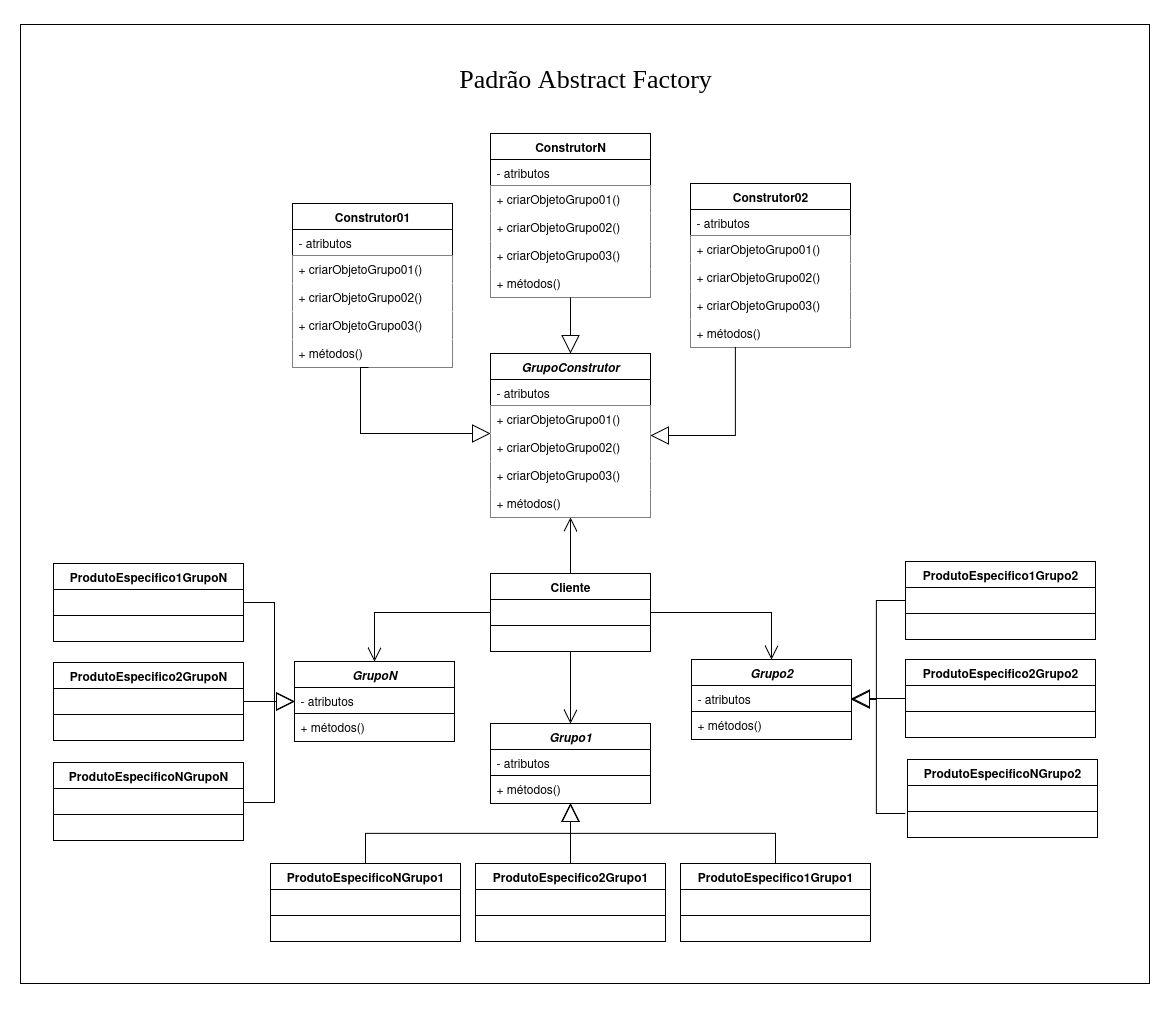 Padrão Abstract Factory
ConstrutorN
- atributos
+ criarObjetoGrupo01()
+ criarObjetoGrupo02()
+ criarObjetoGrupo03()
+ métodos()
Construtor01
- atributos
+ criarObjetoGrupo01()
+ criarObjetoGrupo02()
+ criarObjetoGrupo03()
+ métodos()
Construtor02
- atributos
+ criarObjetoGrupo01()
+ criarObjetoGrupo02()
+ criarObjetoGrupo03()
+ métodos()
GrupoConstrutor
- atributos
+ criarObjetoGrupo01()
+ criarObjetoGrupo02()
+ criarObjetoGrupo03()
+ métodos()
Cliente
ProdutoEspecifico1GrupoN
ProdutoEspecifico2GrupoN
ProdutoEspecificoNGrupoN
GrupoN
- atributos
+ métodos()
Grupo1
- atributos
+ métodos()
Grupo2
- atributos
+ métodos()
ProdutoEspecifico1Grupo2
ProdutoEspecifico2Grupo2
ProdutoEspecificoNGrupo2
ProdutoEspecificoNGrupo1
ProdutoEspecifico2Grupo1
ProdutoEspecifico1Grupo1